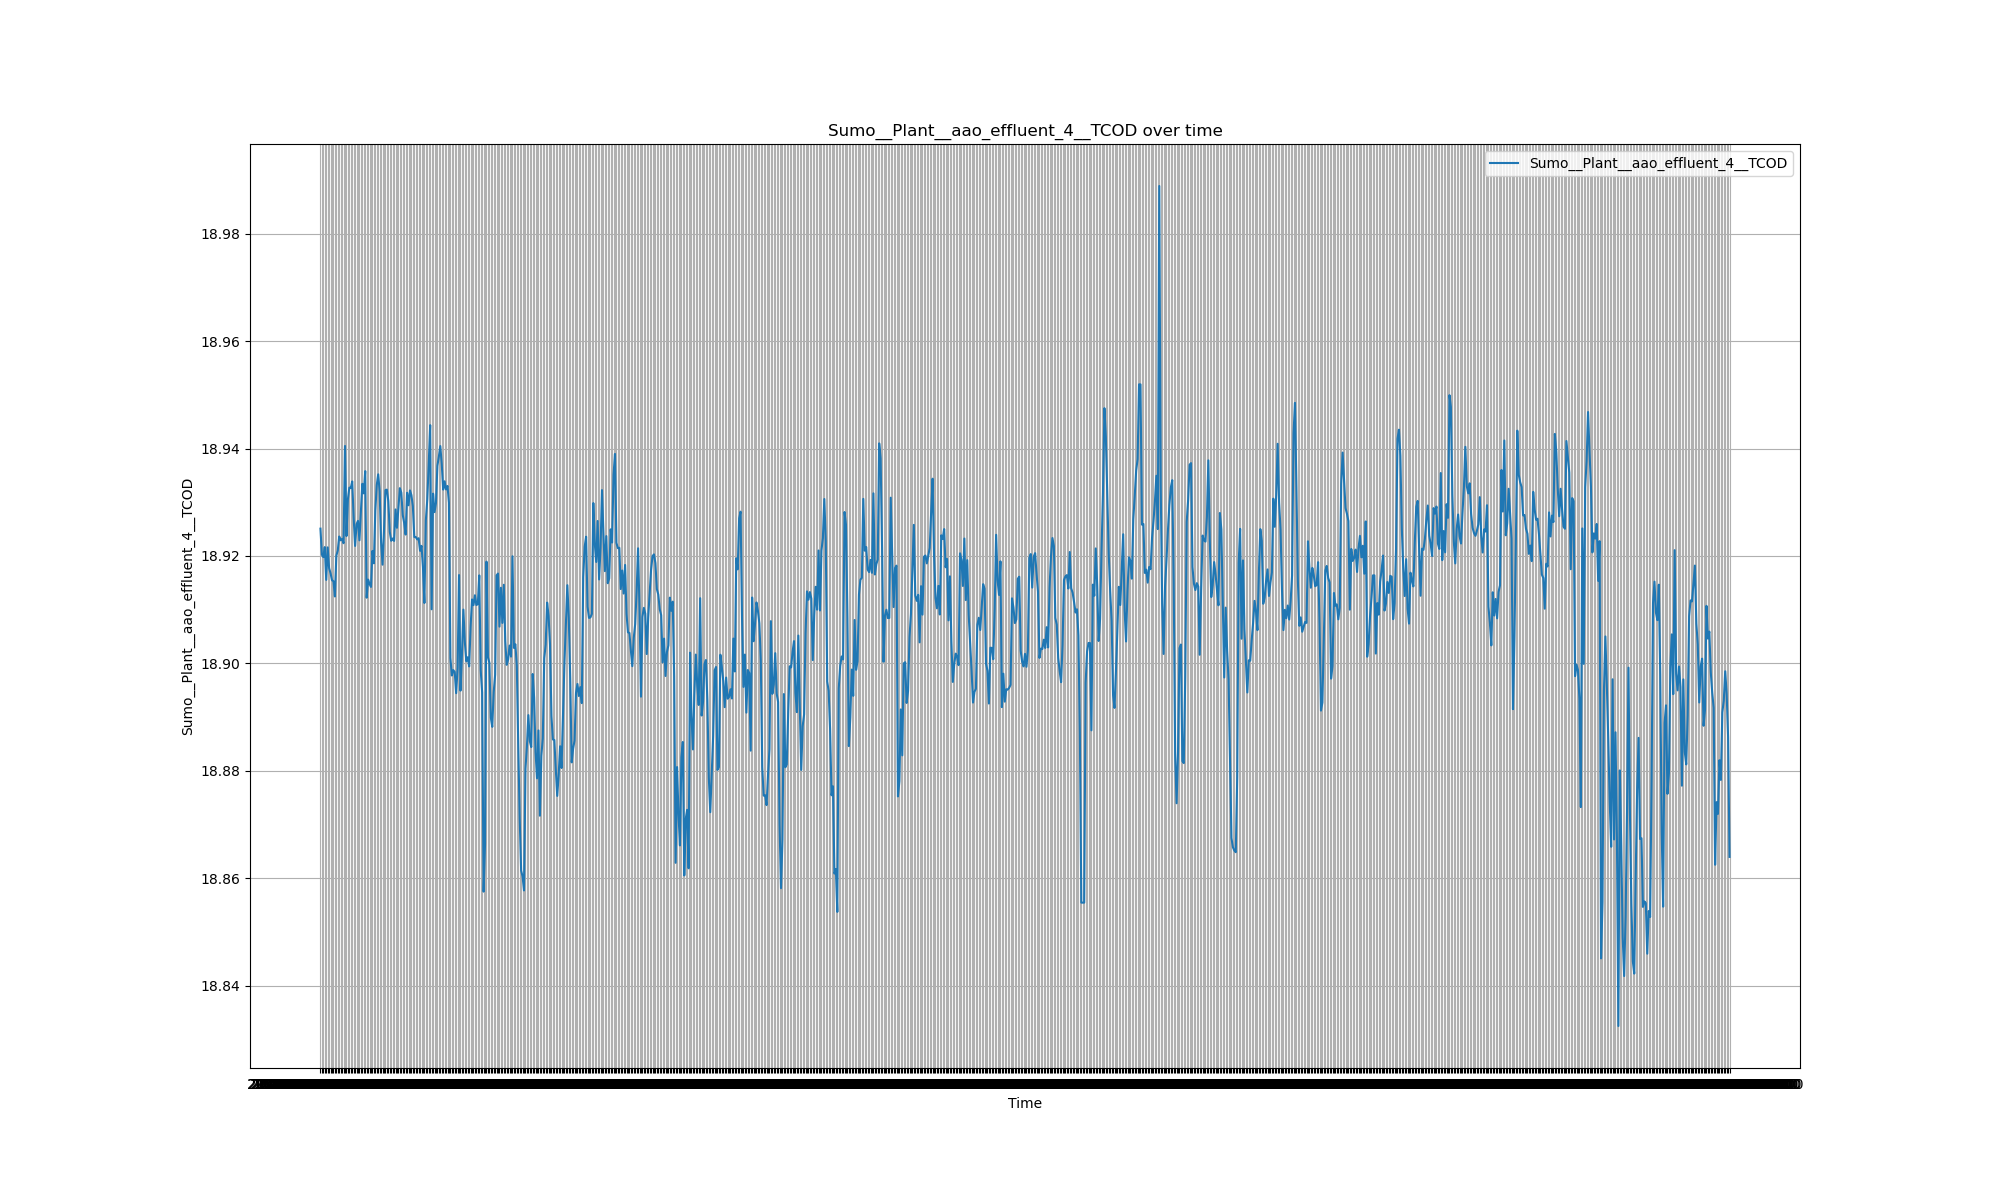 Sumo__Plant__aao_effluent_4__TCOD over time
Sumo__Plant__aao_effluent_4__TCOD
18.98
18.96
18.94
18.92
18.90
18.88
18.86
18.84
Sumo__Plant__aao_effluent_4__TCOD
Time